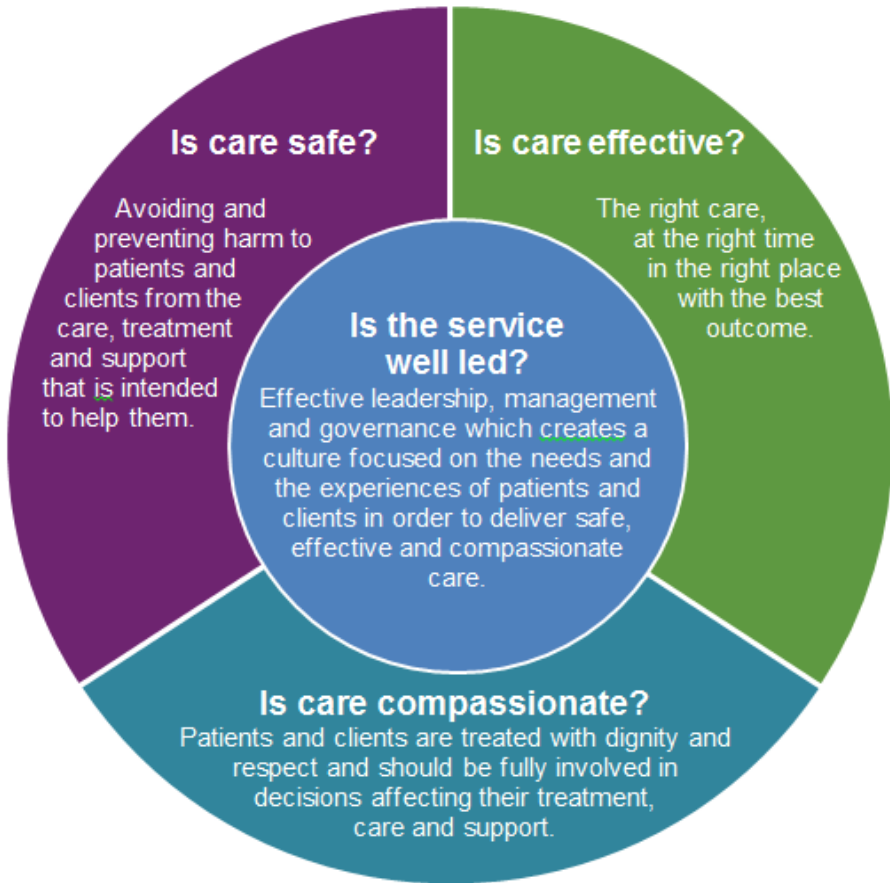 Is care safe?
Avoiding and
preventing harm to
patients and
clients from the
care, treatment
and support
that is intended
to help them.
Is care effective?
The right care,
at the right time
in the right place
with the best
outcome.
Is the service
well led?
Effective leadership, management
and governance which creates a
culture focused on the needs and
the experiences of patients and
clients in order to deliver safe,
effective and compassionate
care.
Is care compassionate?
Patients and clients are treated with dignity and
respect and should be fully involved in
decisions affecting their treatment,
care and support.